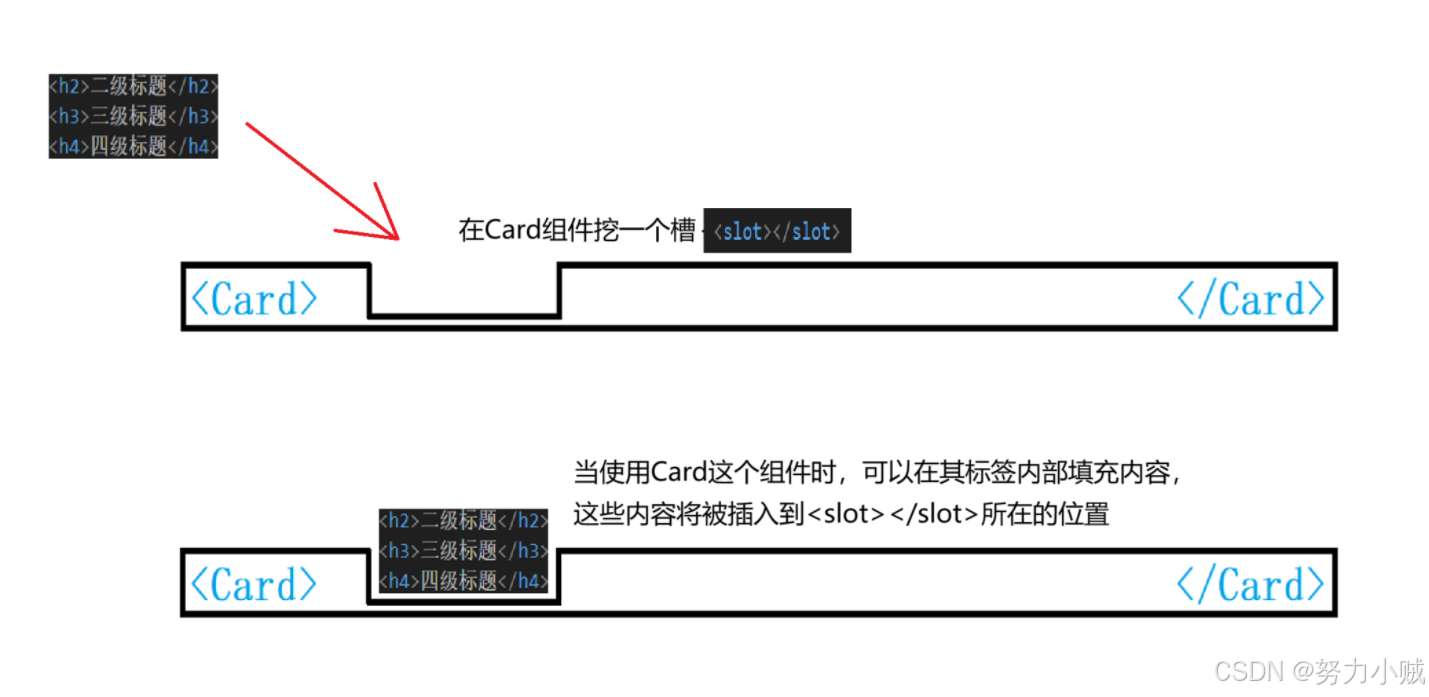 <h2>二级标题</h2>
<h3>三级标题</h3>
<h4>四级标题</h4>
在Card组件挖一个槽 <slot></slot>
<Card> </Card>
当使用Card这个组件时，可以在其标签内部填充内容，
这些内容将被插入到<slot></slot>所在的位置
<h2>二级标题</h2>
<h3>三级标题</h3>
<h4>四级标题</h4>
<Card> </Card>
CSDN @努力小贼